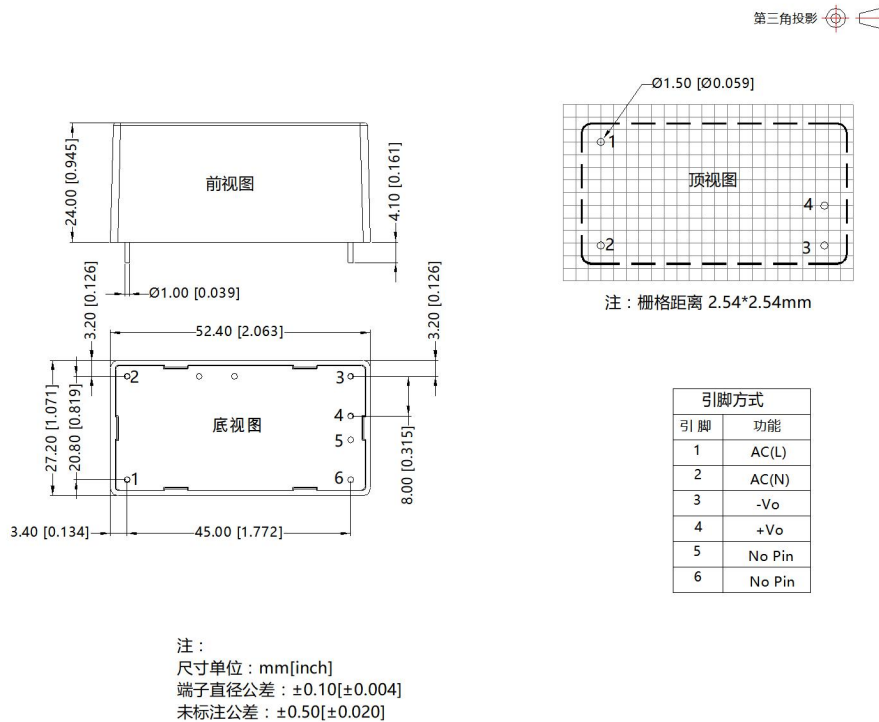 第三角投影
Ø1.50 [Ø0.059]
1
顶视图
4
2
3
注：栅格距离 2.54*2.54mm
24.00 [0.945]
前视图
4.10 [0.161]
Ø1.00 [0.039]
3.20 [0.126]
52.40 [2.063]
3.20 [0.126]
2
3
4
底视图
5
1
6
27.20 [1.071]
20.80 [0.819]
8.00 [0.315]
3.40 [0.134]
45.00 [1.772]
引脚方式
引 脚 功能
1 AC(L)
2 AC(N)
3 -Vo
4 +Vo
5 No Pin
6 No Pin
注：
尺寸单位：mm[inch]
端子直径公差：±0.10[±0.004]
未标注公差：±0.50[±0.020]